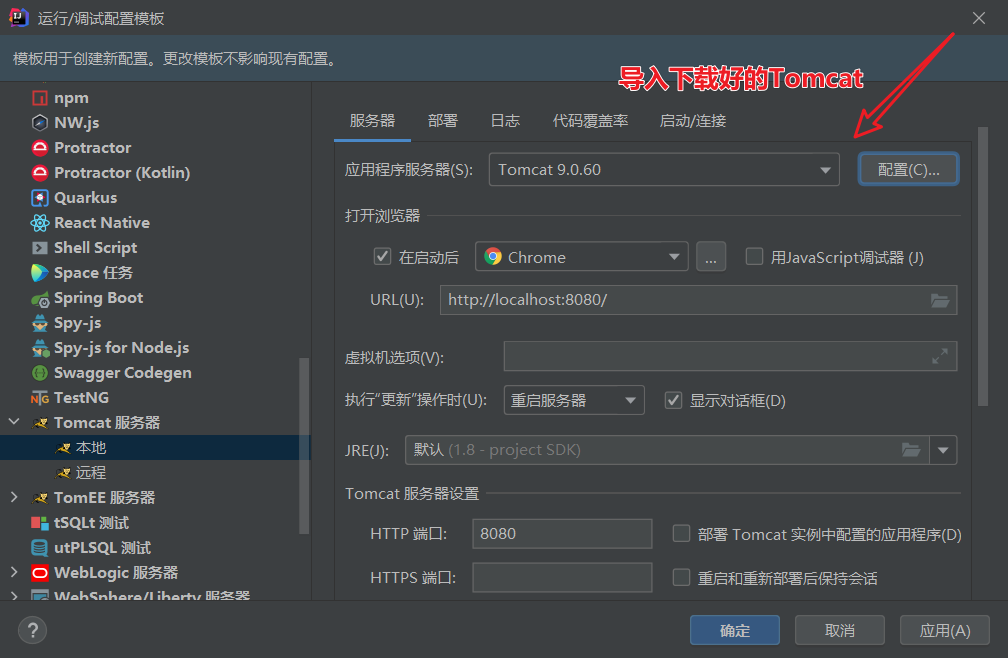 运行/调试配置模板
模板用于创建新配置。更改模板不影响现有配置。
导入下载好的Tomcat
npm
NW.js
Protractor
Protractor (Kotlin)
Quarkus
React Native
Shell Script
Space 任务
Spring Boot
Spy-js
Spy-js for Node.js
Swagger Codegen
TestNG
Tomcat 服务器
本地
远程
TomEE 服务器
tSQLt 测试
utPLSQL 测试
WebLogic 服务器
WebSphere/Liberty 服务器
服务器 部署 日志 代码覆盖率 启动/连接
应用程序服务器(S): Tomcat 9.0.60 配置(C)...
打开浏览器
在启动后 Chrome ... 用JavaScript调试器 (J)
URL(U): http://localhost:8080/
虚拟机选项(V):
执行"更新"操作时(U): 重启服务器 显示对话框(D)
JRE(J): 默认 (1.8 - project SDK)
Tomcat 服务器设置
HTTP 端口: 8080 部署 Tomcat 实例中配置的应用程序(D)
HTTPS 端口: 重启和重新部署后保持会话
? 确定 取消 应用(A)